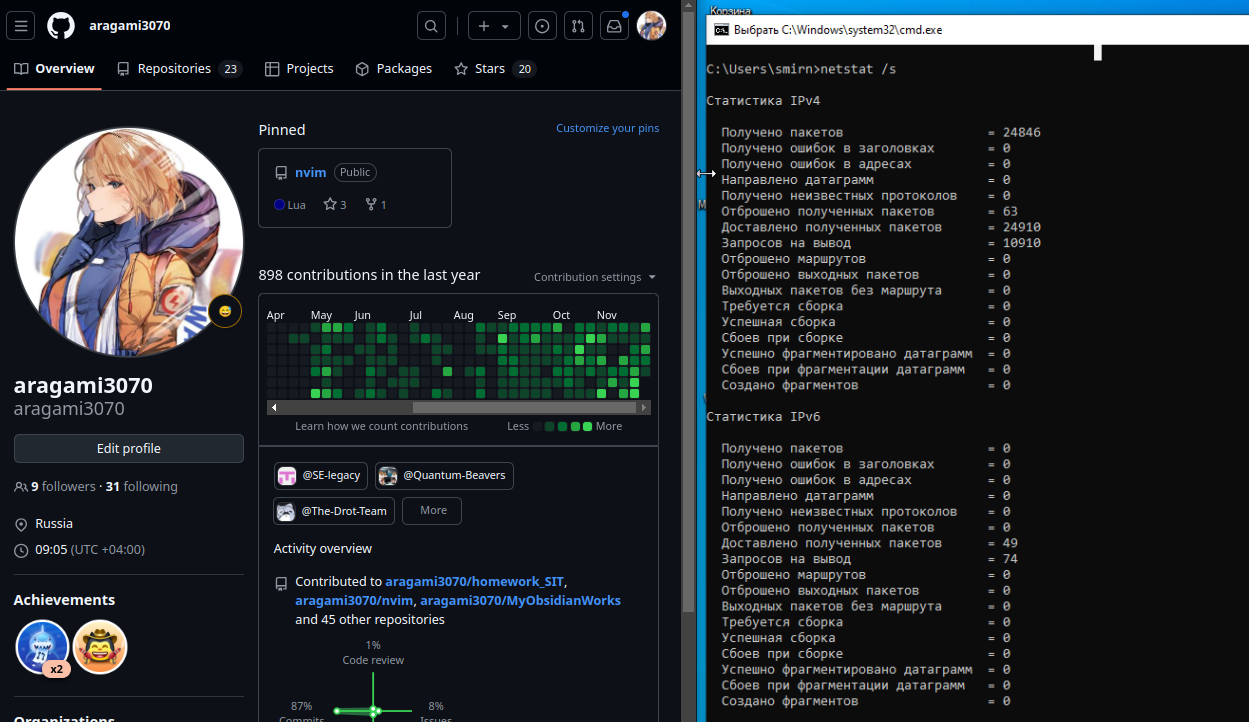 aragami3070
Overview
Repositories 23
Projects
Packages
Stars 20
Pinned
Customize your pins
nvim Public
Lua 3 1
898 contributions in the last year
Contribution settings
Apr May Jun Jul Aug Sep Oct Nov
Learn how we count contributions
Less More
aragami3070
aragami3070
Edit profile
9 followers · 31 following
Russia
09:05 (UTC +04:00)
Achievements
x2
Organizations
@SE-legacy
@Quantum-Beavers
@The-Drot-Team
More
Activity overview
Contributed to aragami3070/homework_SIT,
aragami3070/nvim, aragami3070/MyObsidianWorks
and 45 other repositories
1%
Code review
87%
Commits
8%
Issues
Корзина
Выбрать C:\Windows\system32\cmd.exe
C:\Users\smirn>netstat /s
Статистика IPv4
Получено пакетов = 24846
Получено ошибок в заголовках = 0
Получено ошибок в адресах = 0
Направлено датаграмм = 0
Получено неизвестных протоколов = 0
Отброшено полученных пакетов = 63
Доставлено полученных пакетов = 24910
Запросов на вывод = 10910
Отброшено маршрутов = 0
Отброшено выходных пакетов = 0
Выходных пакетов без маршрута = 0
Требуется сборка = 0
Успешная сборка = 0
Сбоев при сборке = 0
Успешно фрагментировано датаграмм = 0
Сбоев при фрагментации датаграмм = 0
Создано фрагментов = 0
Статистика IPv6
Получено пакетов = 0
Получено ошибок в заголовках = 0
Получено ошибок в адресах = 0
Направлено датаграмм = 0
Получено неизвестных протоколов = 0
Отброшено полученных пакетов = 0
Доставлено полученных пакетов = 49
Запросов на вывод = 74
Отброшено маршрутов = 0
Отброшено выходных пакетов = 0
Выходных пакетов без маршрута = 0
Требуется сборка = 0
Успешная сборка = 0
Сбоев при сборке = 0
Успешно фрагментировано датаграмм = 0
Сбоев при фрагментации датаграмм = 0
Создано фрагментов = 0